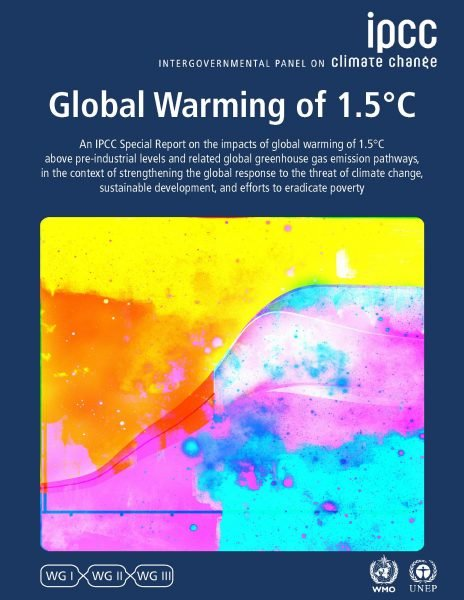 ipcc
INTERGOVERNMENTAL PANEL ON climate change
Global Warming of 1.5°C
An IPCC Special Report on the impacts of global warming of 1.5°C
above pre-industrial levels and related global greenhouse gas emission pathways,
in the context of strengthening the global response to the threat of climate change,
sustainable development, and efforts to eradicate poverty
WG I WG II WG III
WMO UNEP